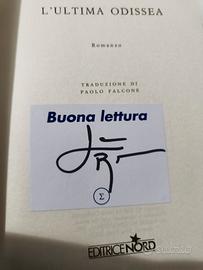 L'ULTIMA ODISSEA
Romanzo
TRADUZIONE DI
PAOLO FALCONE
Buona lettura
Σ
EDITRICE NORD